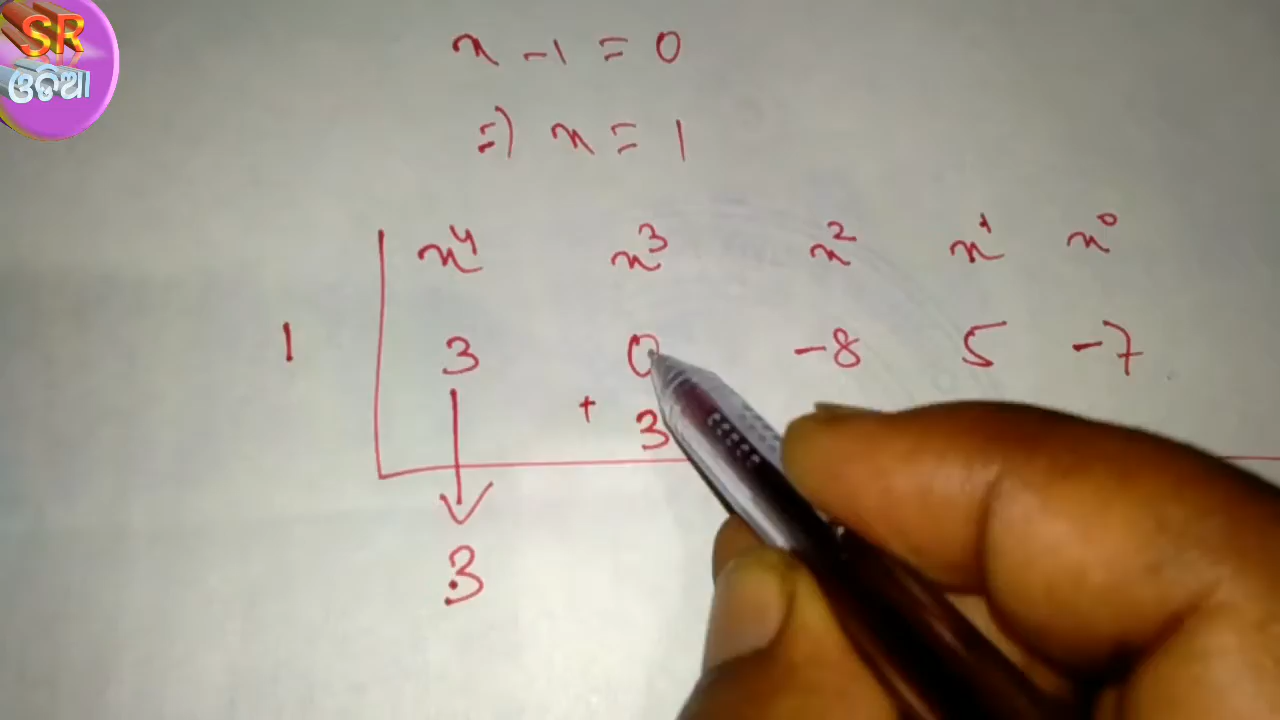 SR
ଓଡିଆ
x - 1 = 0
=) x = 1
x⁴ x³ x² x¹ x⁰
1 3 0 -8 5 -7
+ 3
3